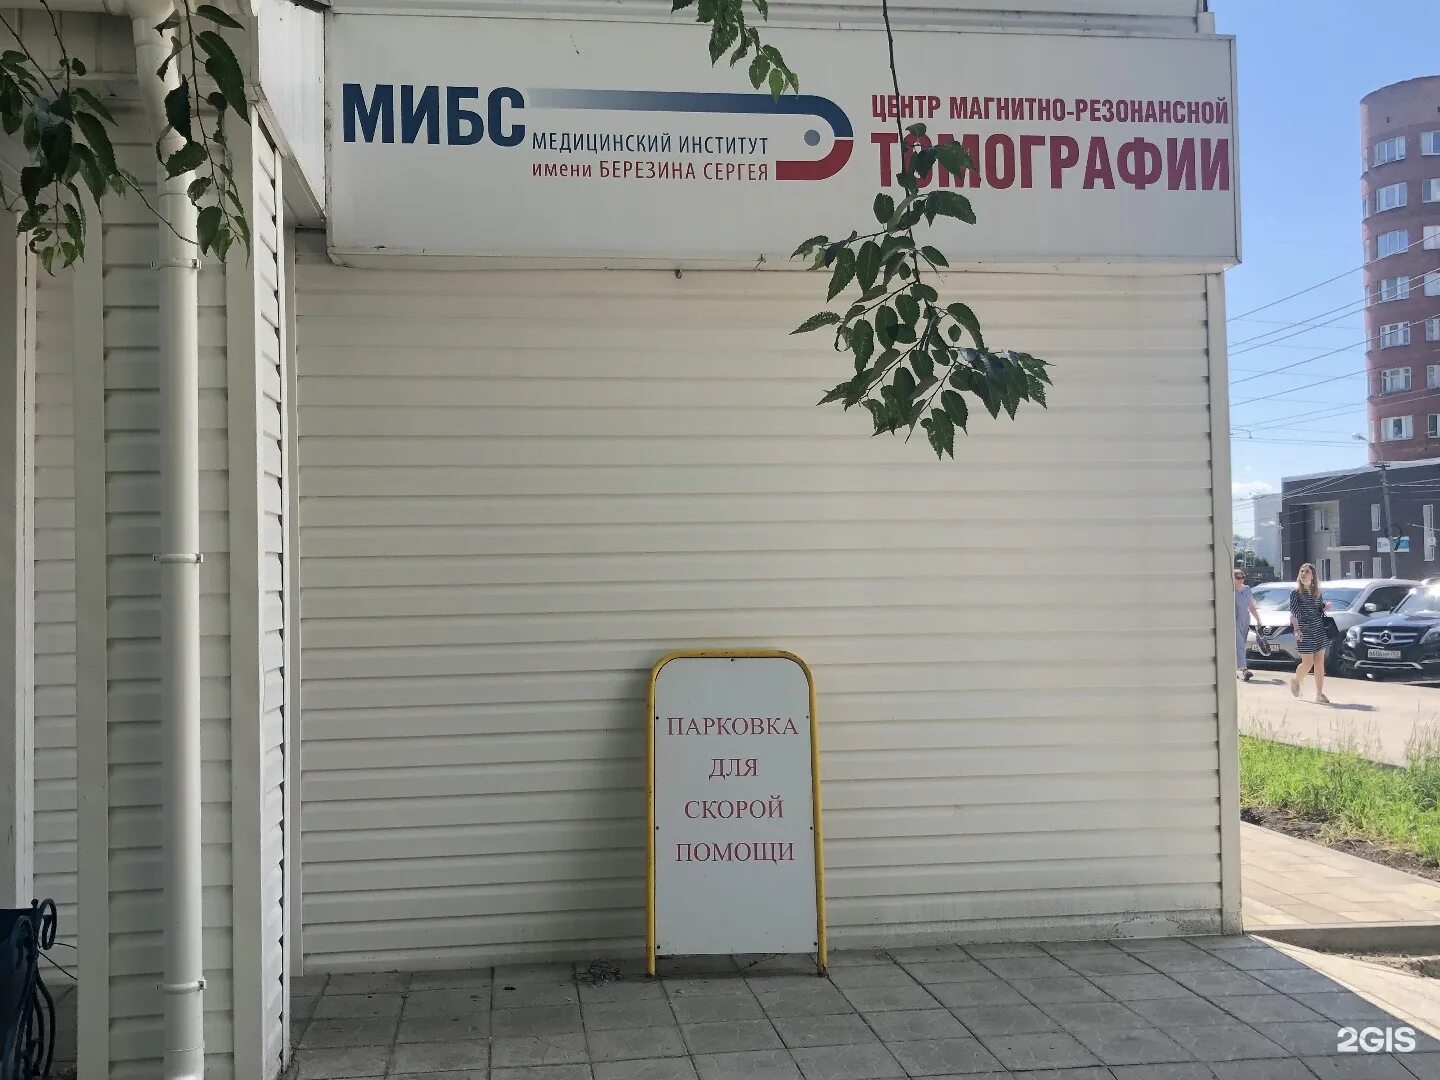 МИБС
МЕДИЦИНСКИЙ ИНСТИТУТ
имени БЕРЕЗИНА СЕРГЕЯ
ЦЕНТР МАГНИТНО-РЕЗОНАНСНОЙ
ТОМОГРАФИИ
ПАРКОВКА
ДЛЯ
СКОРОЙ
ПОМОЩИ
2GIS